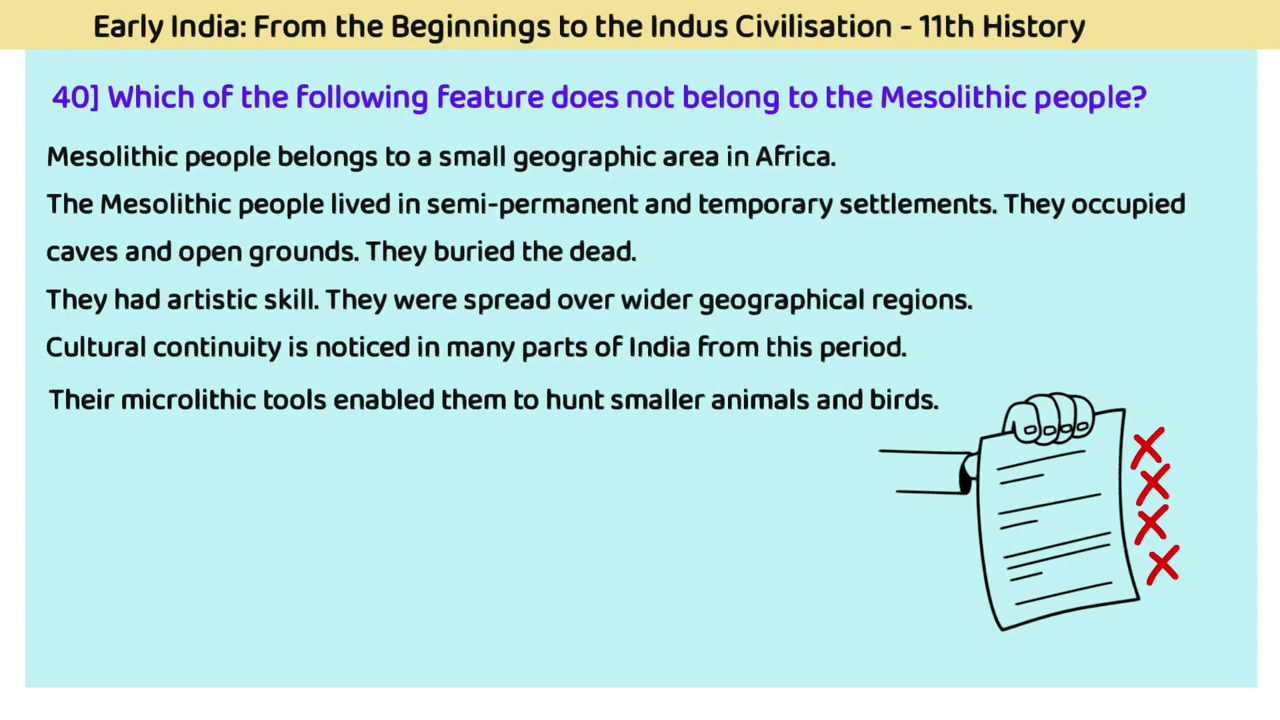 Early India: From the Beginnings to the Indus Civilisation - 11th History
40] Which of the following feature does not belong to the Mesolithic people?
Mesolithic people belongs to a small geographic area in Africa.
The Mesolithic people lived in semi-permanent and temporary settlements. They occupied
caves and open grounds. They buried the dead.
They had artistic skill. They were spread over wider geographical regions.
Cultural continuity is noticed in many parts of India from this period.
Their microlithic tools enabled them to hunt smaller animals and birds.